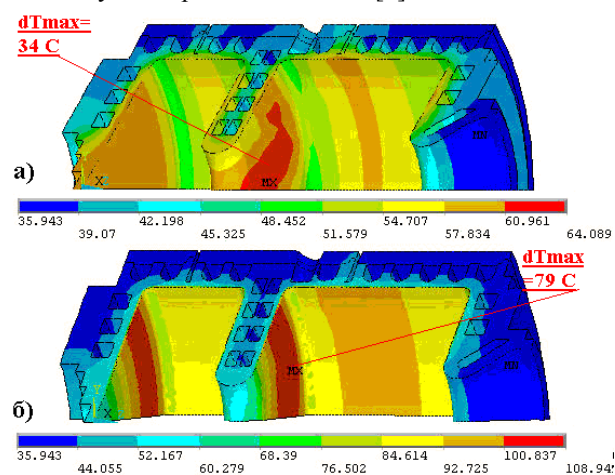 dTmax=
34 C
MX
MN
X
а)
35.943 42.198 48.452 54.707 60.961
39.07 45.325 51.579 57.834 64.089
dTmax
=79 C
MX
MN
Y
X
б)
35.943 52.167 68.39 84.614 100.837
44.055 60.279 76.502 92.725 108.949